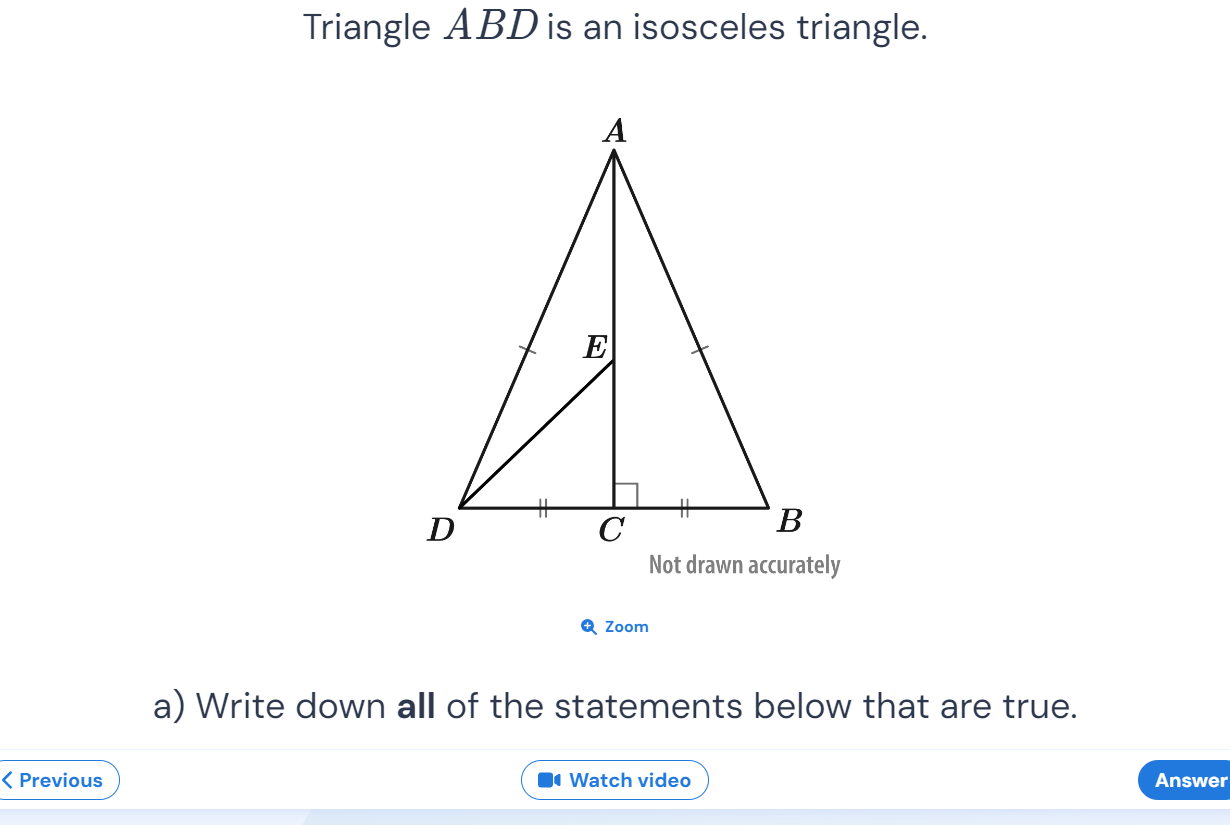 Triangle ABD is an isosceles triangle.
A
E
D
C
B
Not drawn accurately
Zoom
a) Write down all of the statements below that are true.
Previous
Watch video
Answer